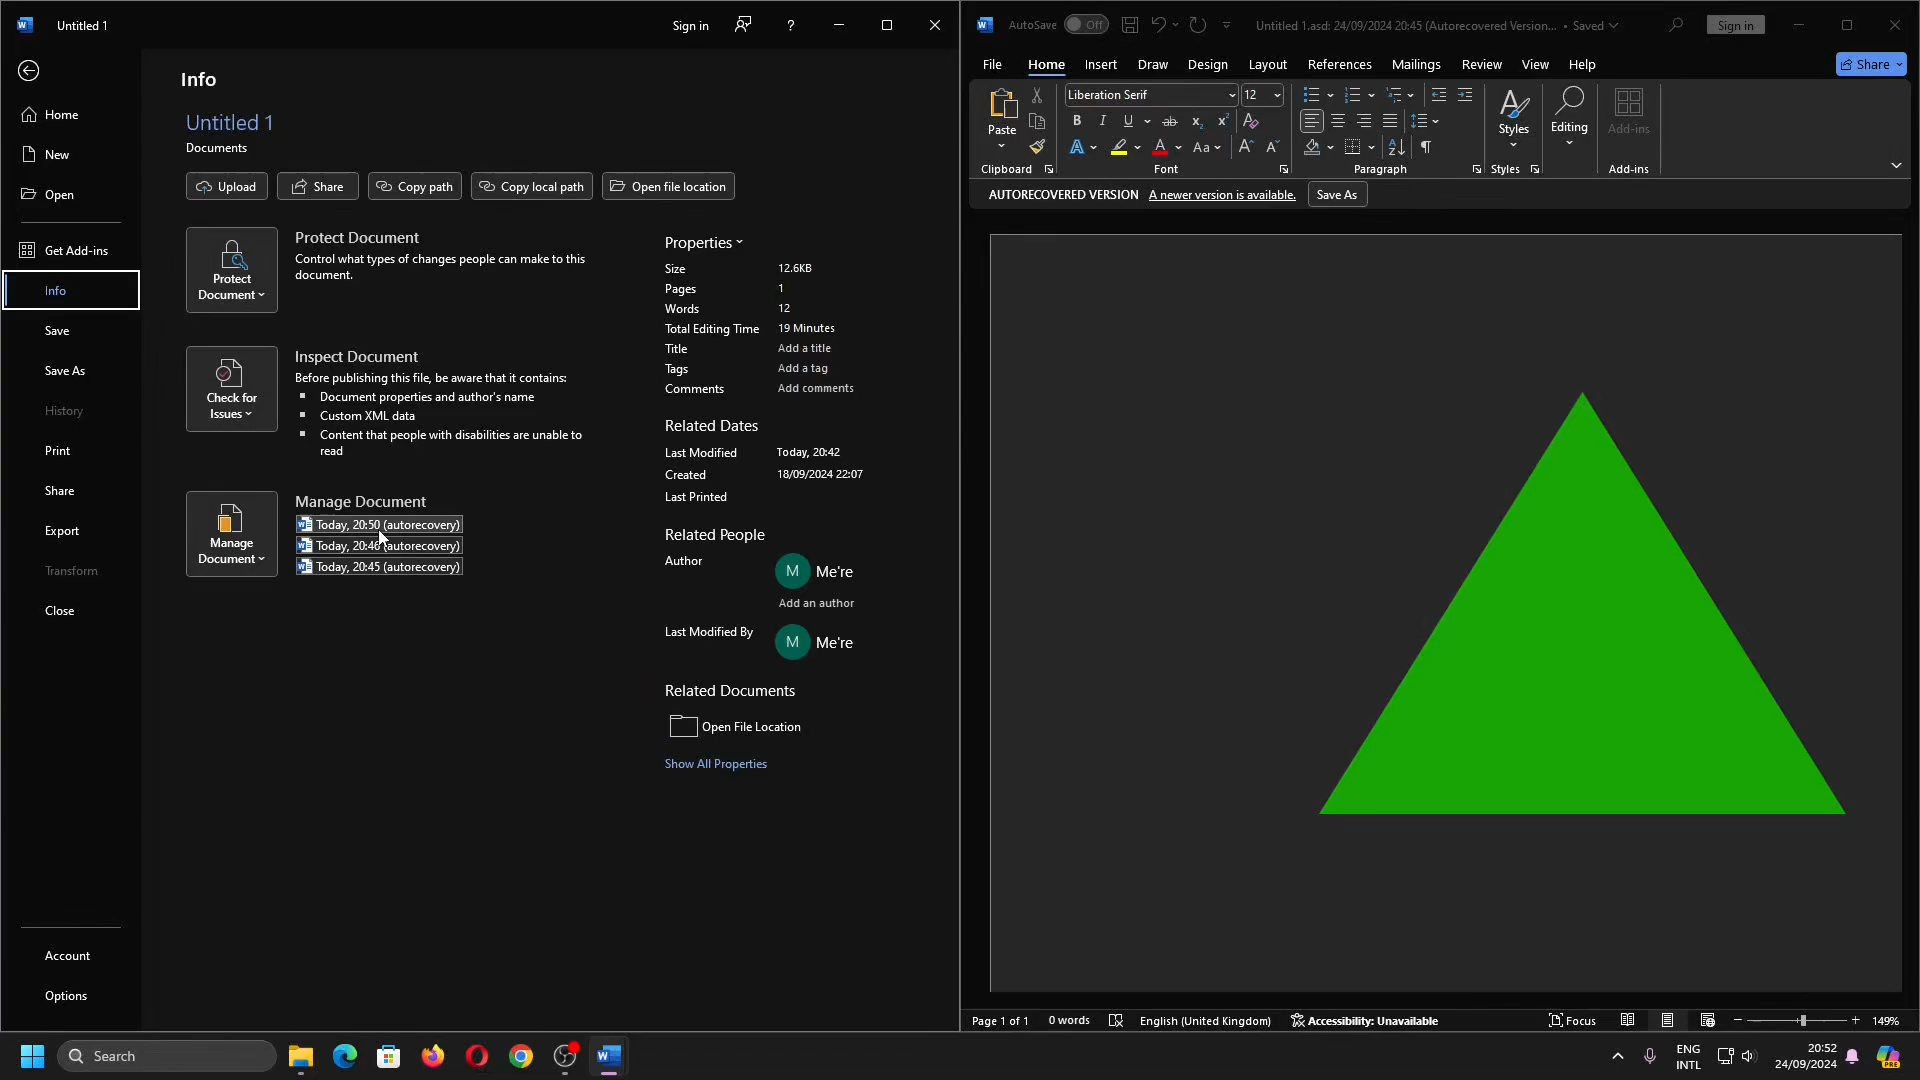 Untitled 1
Sign in
?
Info
Untitled 1
Documents
Upload
Share
Copy path
Copy local path
Open file location
Home
New
Open
Get Add-ins
Info
Save
Save As
History
Print
Share
Export
Transform
Close
Account
Options
Protect Document
Protect Document
Control what types of changes people can make to this
document.
Check for Issues
Inspect Document
Before publishing this file, be aware that it contains:
Document properties and author's name
Custom XML data
Content that people with disabilities are unable to
read
Manage Document
Manage Document
Today, 20:50 (autorecovery)
Today, 20:46 (autorecovery)
Today, 20:45 (autorecovery)
Properties
Size 12.6KB
Pages 1
Words 12
Total Editing Time 19 Minutes
Title Add a title
Tags Add a tag
Comments Add comments
Related Dates
Last Modified Today, 20:42
Created 18/09/2024 22:07
Last Printed
Related People
Author M Me're
Add an author
Last Modified By M Me're
Related Documents
Open File Location
Show All Properties
AutoSave Off
Untitled 1.asd: 24/09/2024 20:45 (Autorecovered Version... • Saved
Sign in
File Home Insert Draw Design Layout References Mailings Review View Help
Share
Paste
Clipboard
Liberation Serif 12
B I U ab x₂ x²
A A Aa A A
Font
Paragraph
Styles
Styles
Editing
Add-ins
Add-ins
AUTORECOVERED VERSION A newer version is available. Save As
Page 1 of 1 0 words English (United Kingdom) Accessibility: Unavailable Focus 149%
Search
ENG
INTL
20:52
24/09/2024
PRE